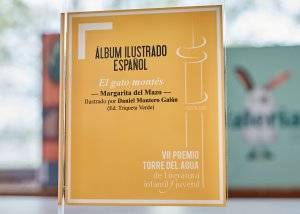 ÁLBUM ILUSTRADO
ESPAÑOL
El gato montés
— Margarita del Mazo —
Ilustrado por Daniel Montero Galán
(Ed. Triqueta Verde)
VII PREMIO
TORRE DEL AGUA
de literatura
infantil y juvenil